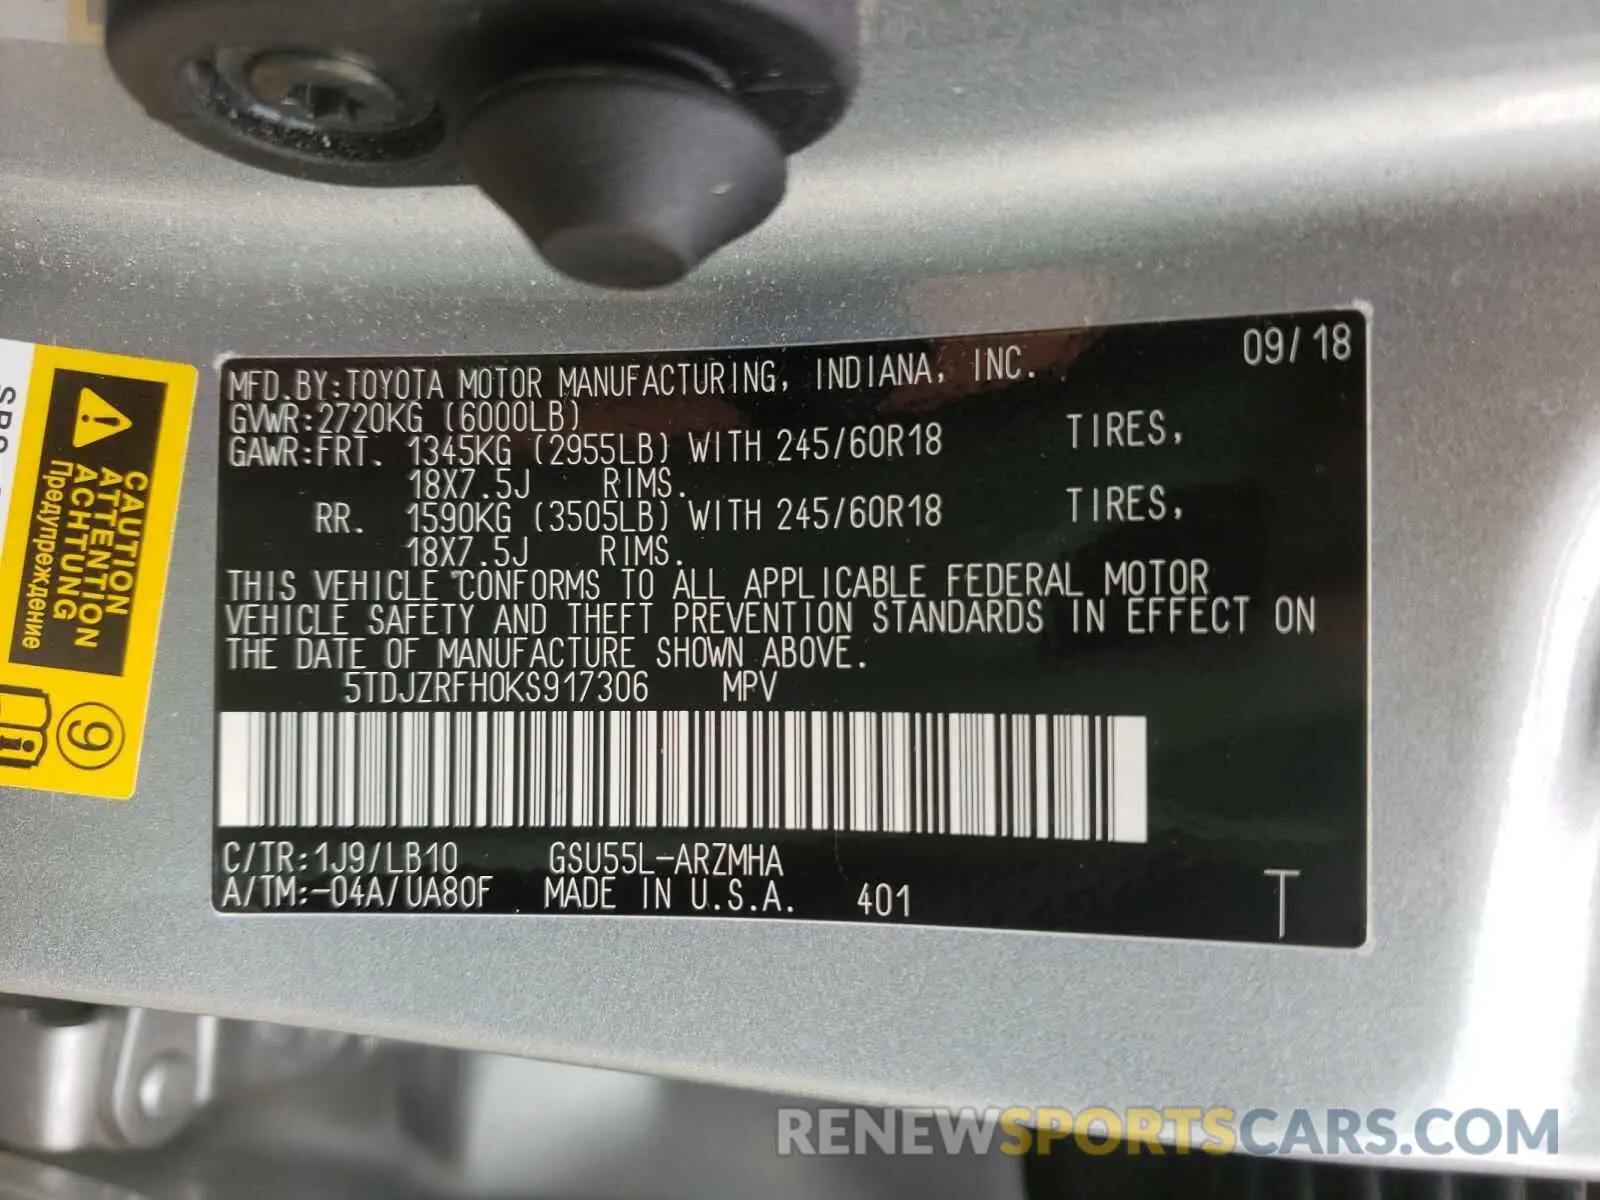 09/18
MFD.BY:TOYOTA MOTOR MANUFACTURING, INDIANA, INC.
GVWR:2720KG (6000LB)
GAWR:FRT. 1345KG (2955LB) WITH 245/60R18 TIRES,
18X7.5J RIMS.
RR. 1590KG (3505LB) WITH 245/60R18 TIRES,
18X7.5J RIMS.
THIS VEHICLE CONFORMS TO ALL APPLICABLE FEDERAL MOTOR
VEHICLE SAFETY AND THEFT PREVENTION STANDARDS IN EFFECT ON
THE DATE OF MANUFACTURE SHOWN ABOVE.
5TDJZRFH0KS917306 MPV
C/TR:1J9/LB10 GSU55L-ARZMHA
A/TM:-04A/UA80F MADE IN U.S.A. 401
T
CAUTION
ATTENTION
ACHTUNG
Предупреждение
9
RENEWSPORTSCARS.COM